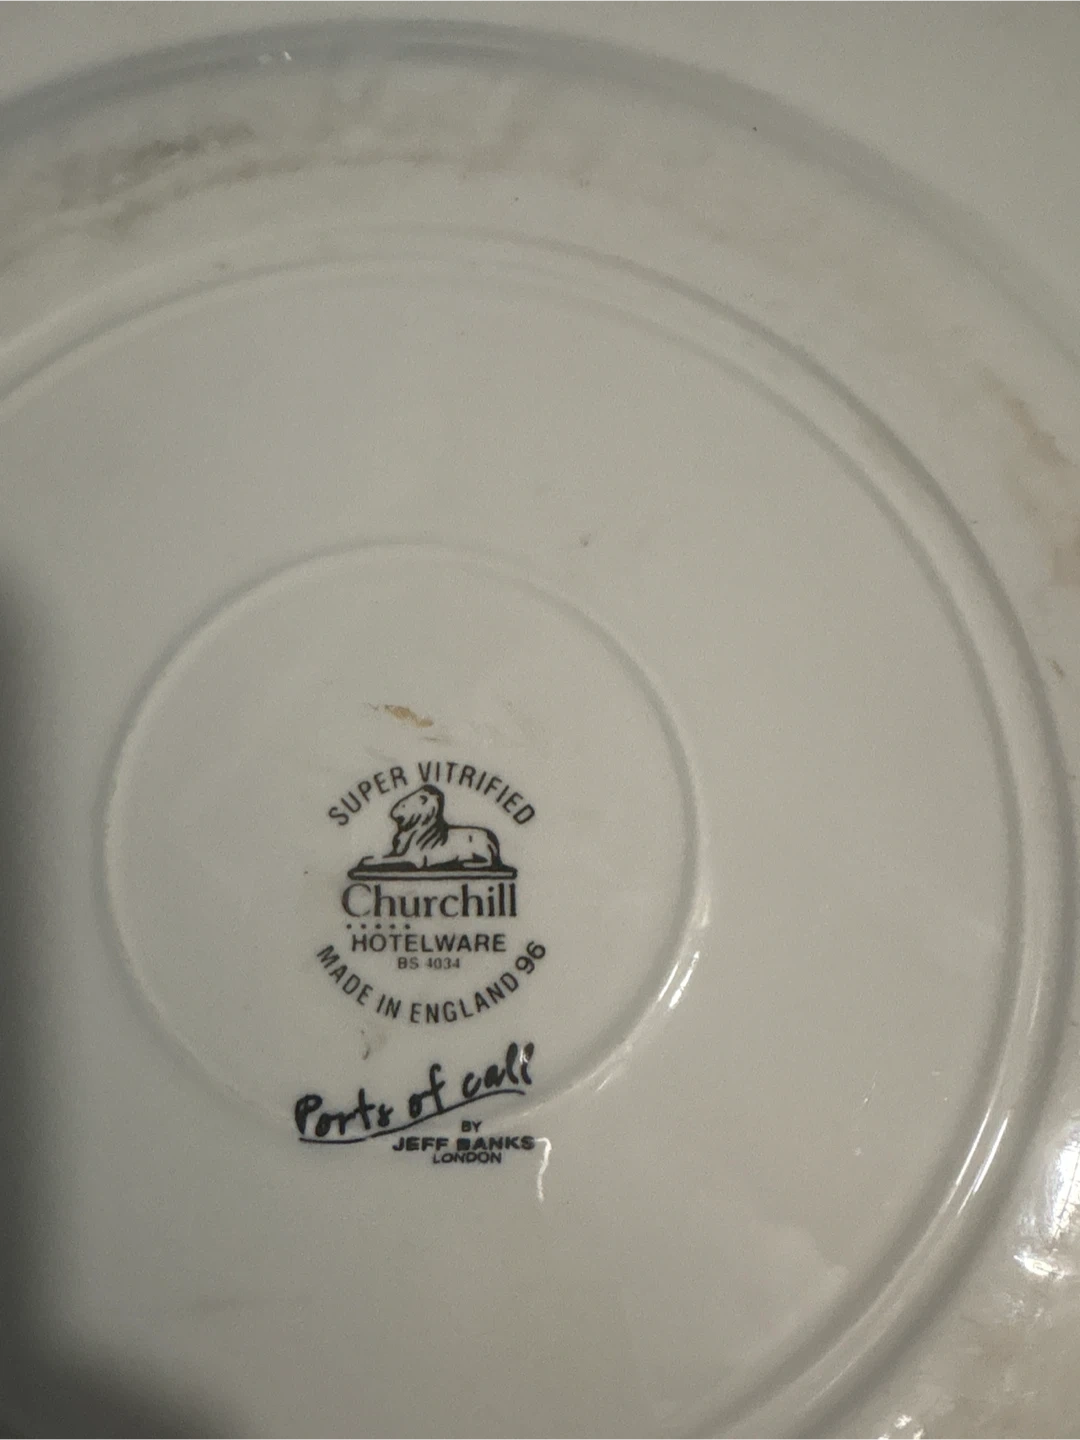 SUPER VITRIFIED
Churchill
HOTELWARE
BS 4034
MADE IN ENGLAND 96
Ports of call
BY
JEFF BANKS
LONDON